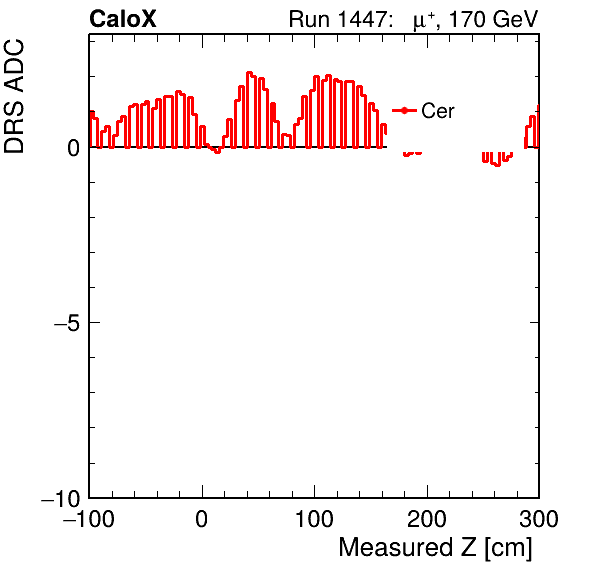 CaloX Run 1447: μ⁺, 170 GeV
DRS ADC
Cer
0
−5
−10
−100 0 100 200 300
Measured Z [cm]